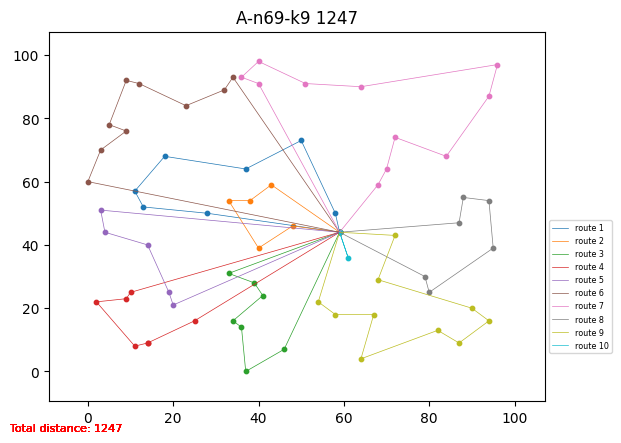 A-n69-k9 1247
100
80
60
40
20
0
0 20 40 60 80 100
route 1
route 2
route 3
route 4
route 5
route 6
route 7
route 8
route 9
route 10
Total distance: 1247